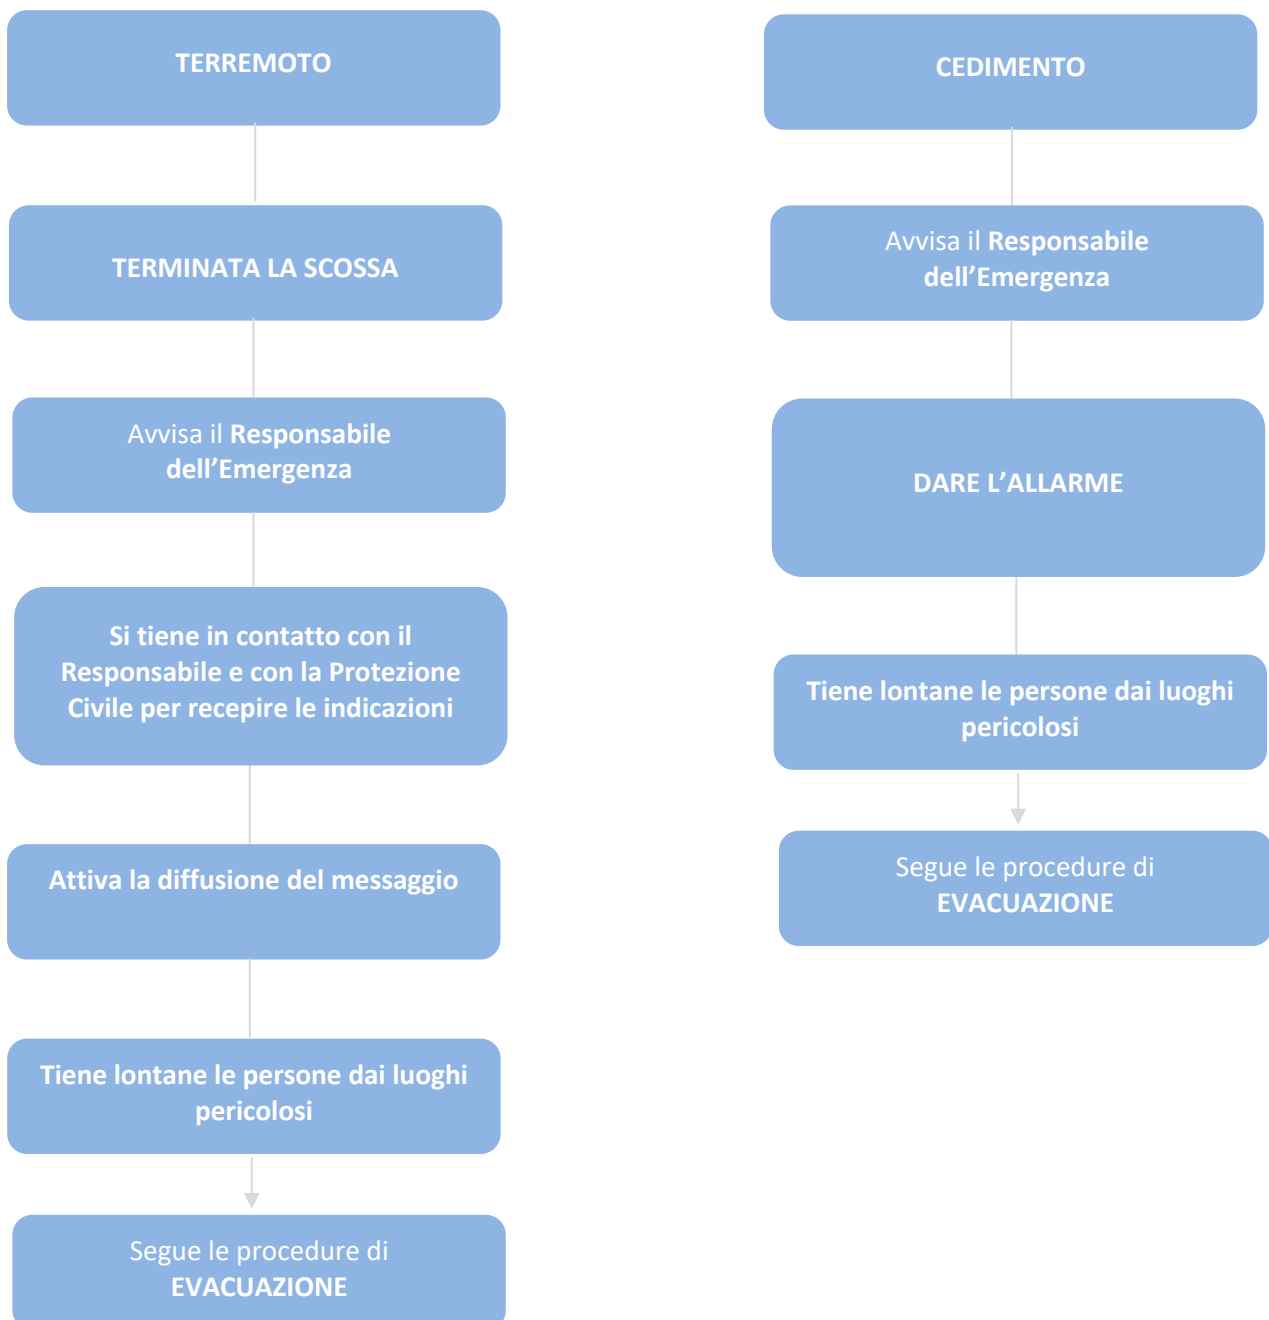 TERREMOTO
TERMINATA LA SCOSSA
Avvisa il Responsabile
dell’Emergenza
Si tiene in contatto con il
Responsabile e con la Protezione
Civile per recepire le indicazioni
Attiva la diffusione del messaggio
Tiene lontane le persone dai luoghi
pericolosi
Segue le procedure di
EVACUAZIONE
CEDIMENTO
Avvisa il Responsabile
dell’Emergenza
DARE L’ALLARME
Tiene lontane le persone dai luoghi
pericolosi
Segue le procedure di
EVACUAZIONE